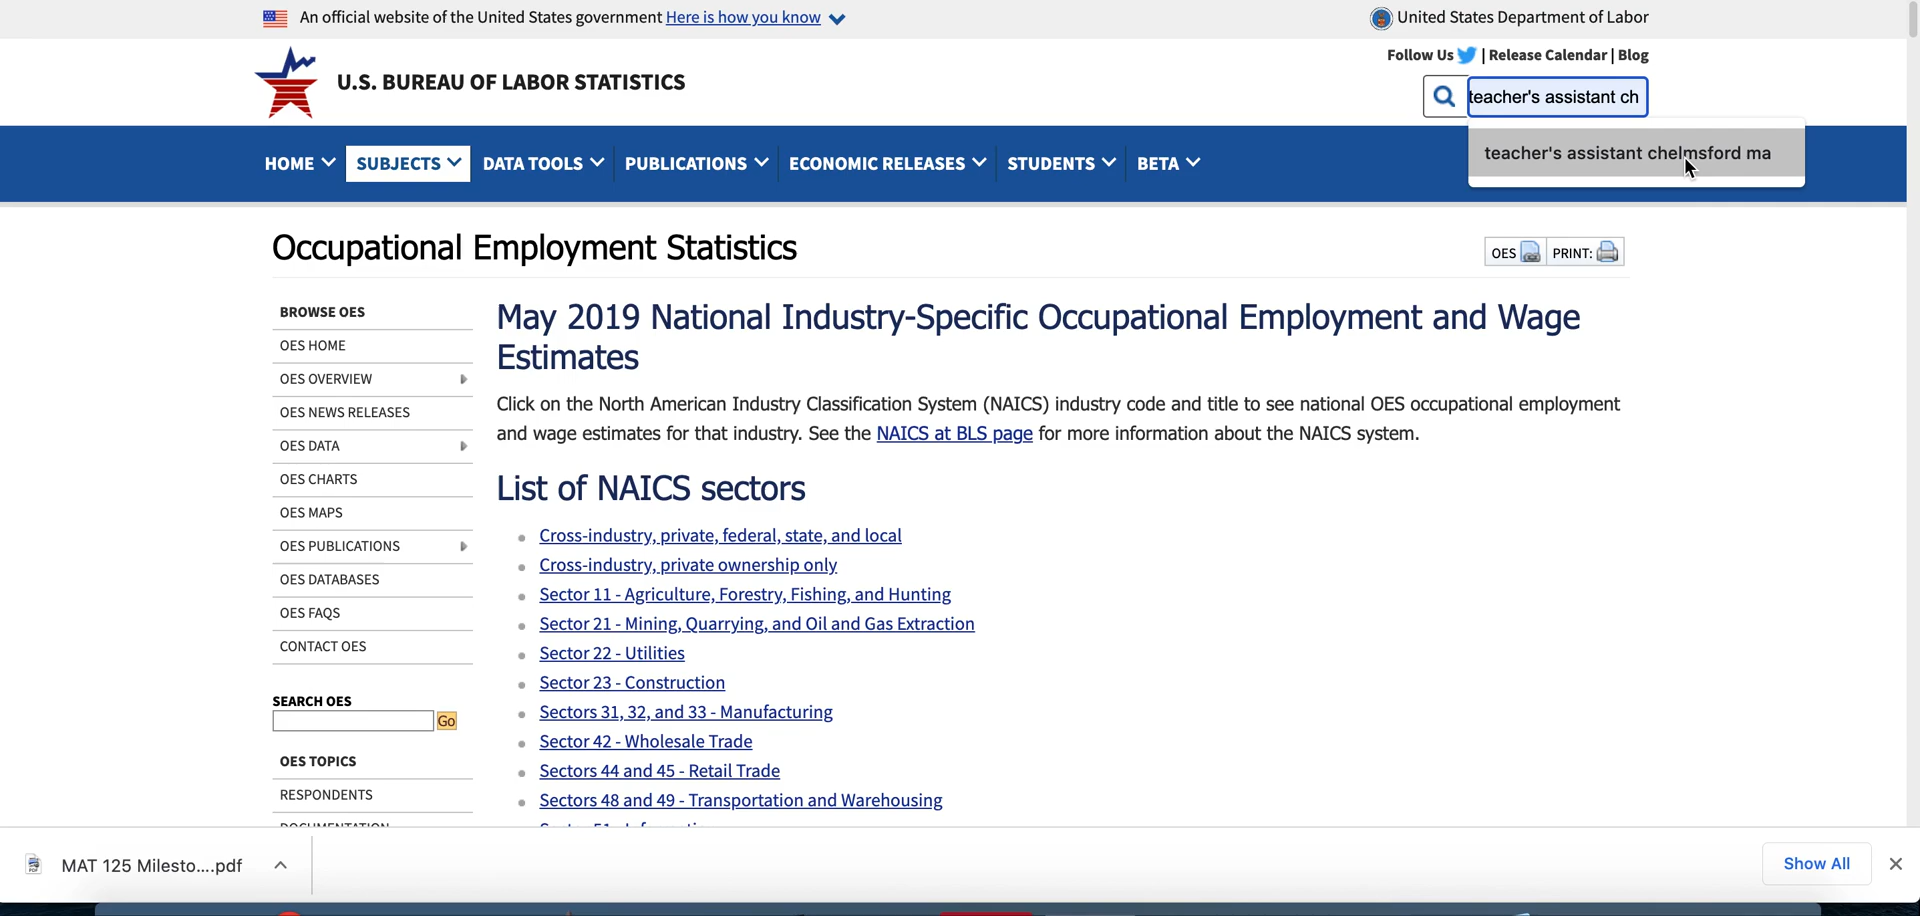 An official website of the United States government Here is how you know
United States Department of Labor
Follow Us | Release Calendar | Blog
U.S. BUREAU OF LABOR STATISTICS
teacher's assistant ch
teacher's assistant chelmsford ma
HOME SUBJECTS DATA TOOLS PUBLICATIONS ECONOMIC RELEASES STUDENTS BETA
Occupational Employment Statistics
OES PRINT:
BROWSE OES
OES HOME
OES OVERVIEW
OES NEWS RELEASES
OES DATA
OES CHARTS
OES MAPS
OES PUBLICATIONS
OES DATABASES
OES FAQS
CONTACT OES
SEARCH OES
Go
OES TOPICS
RESPONDENTS
DOCUMENTATION
May 2019 National Industry-Specific Occupational Employment and Wage
Estimates
Click on the North American Industry Classification System (NAICS) industry code and title to see national OES occupational employment
and wage estimates for that industry. See the NAICS at BLS page for more information about the NAICS system.
List of NAICS sectors
Cross-industry, private, federal, state, and local
Cross-industry, private ownership only
Sector 11 - Agriculture, Forestry, Fishing, and Hunting
Sector 21 - Mining, Quarrying, and Oil and Gas Extraction
Sector 22 - Utilities
Sector 23 - Construction
Sectors 31, 32, and 33 - Manufacturing
Sector 42 - Wholesale Trade
Sectors 44 and 45 - Retail Trade
Sectors 48 and 49 - Transportation and Warehousing
MAT 125 Milesto....pdf
Show All